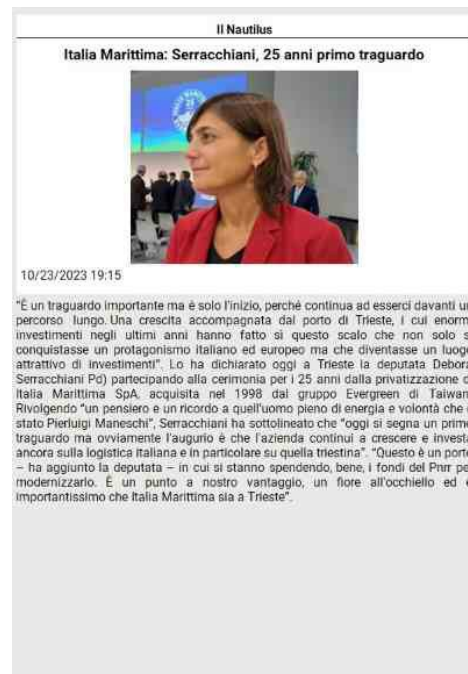 Il Nautilus
Italia Marittima: Serracchiani, 25 anni primo traguardo
10/23/2023 19:15
"È un traguardo importante ma è solo l'inizio, perché continua ad esserci davanti un
percorso lungo. Una crescita accompagnata dal porto di Trieste, i cui enormi
investimenti negli ultimi anni hanno fatto sì questo scalo che non solo si
conquistasse un protagonismo italiano ed europeo ma che diventasse un luogo
attrattivo di investimenti". Lo ha dichiarato oggi a Trieste la deputata Debora
Serracchiani Pd) partecipando alla cerimonia per i 25 anni dalla privatizzazione di
Italia Marittima SpA. acquisita nel 1998 dal gruppo Evergreen di Taiwan.
Rivolgendo "un pensiero e un ricordo a quell'uomo pieno di energia e volontà che è
stato Pierluigi Maneschi", Serracchiani ha sottolineato che "oggi si segna un primo
traguardo ma ovviamente l'augurio è che l'azienda continui a crescere e investa
ancora sulla logistica italiana e in particolare su quella triestina". "Questo è un porto
– ha aggiunto la deputata – in cui si stanno spendendo, bene, i fondi del Pnrr per
modernizzarlo. È un punto a nostro vantaggio, un fiore all'occhiello ed è
importantissimo che Italia Marittima sia a Trieste".